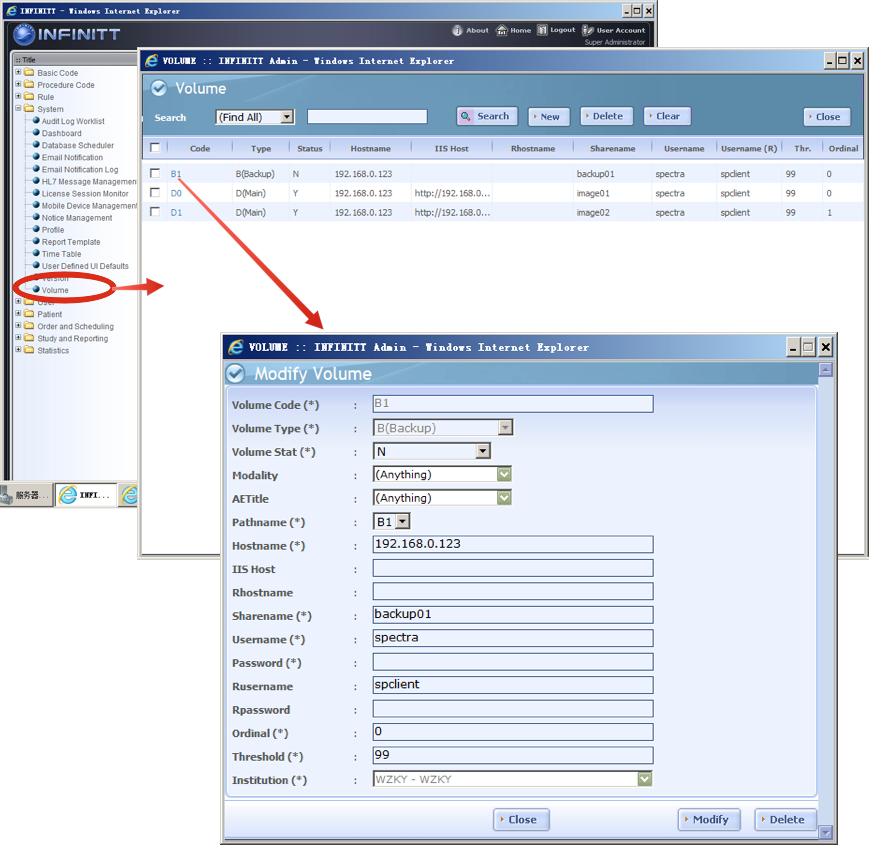 INFINITT - Windows Internet Explorer
INFINITT
About Home Logout User Account
Super Administrator
:: Title
Basic Code
Procedure Code
Rule
System
Audit Log Worklist
Dashboard
Database Scheduler
Email Notification
Email Notification Log
HL7 Message Management
License Session Monitor
Mobile Device Management
Notice Management
Profile
Report Template
Time Table
User Defined UI Defaults
Version
Volume
User
Patient
Order and Scheduling
Study and Reporting
Statistics
服务器...
INFI...
VOLUME :: INFINITT Admin - Windows Internet Explorer
Volume
Search (Find All) Search New Delete Clear Close
Code Type Status Hostname IIS Host Rhostname Sharename Username Username (R) Thr. Ordinal
B1 B(Backup) N 192.168.0.123 backup01 spectra spclient 99 0
D0 D(Main) Y 192.168.0.123 http://192.168.0... image01 spectra spclient 99 0
D1 D(Main) Y 192.168.0.123 http://192.168.0... image02 spectra spclient 99 1
VOLUME :: INFINITT Admin - Windows Internet Explorer
Modify Volume
Volume Code (*) : B1
Volume Type (*) : B(Backup)
Volume Stat (*) : N
Modality : (Anything)
AETitle : (Anything)
Pathname (*) : B1
Hostname (*) : 192.168.0.123
IIS Host :
Rhostname :
Sharename (*) : backup01
Username (*) : spectra
Password (*) :
Rusername : spclient
Rpassword :
Ordinal (*) : 0
Threshold (*) : 99
Institution (*) : WZKY - WZKY
Close Modify Delete